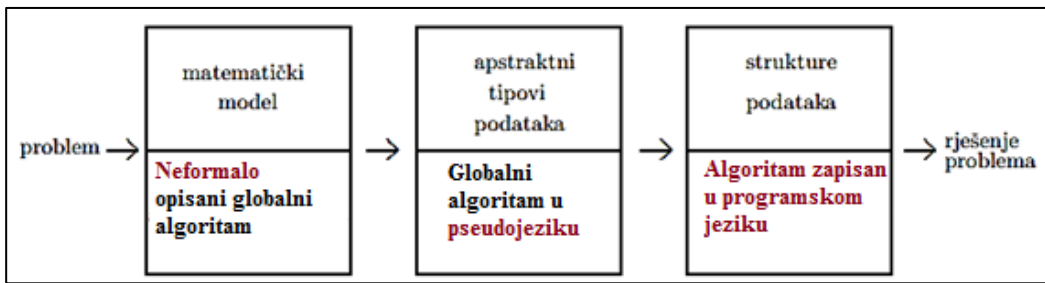 problem
matematički
model
Neformalo
opisani globalni
algoritam
apstraktni
tipovi
podataka
Globalni
algoritam u
pseudojeziku
strukture
podataka
Algoritam zapisan
u programskom
jeziku
rješenje
problema